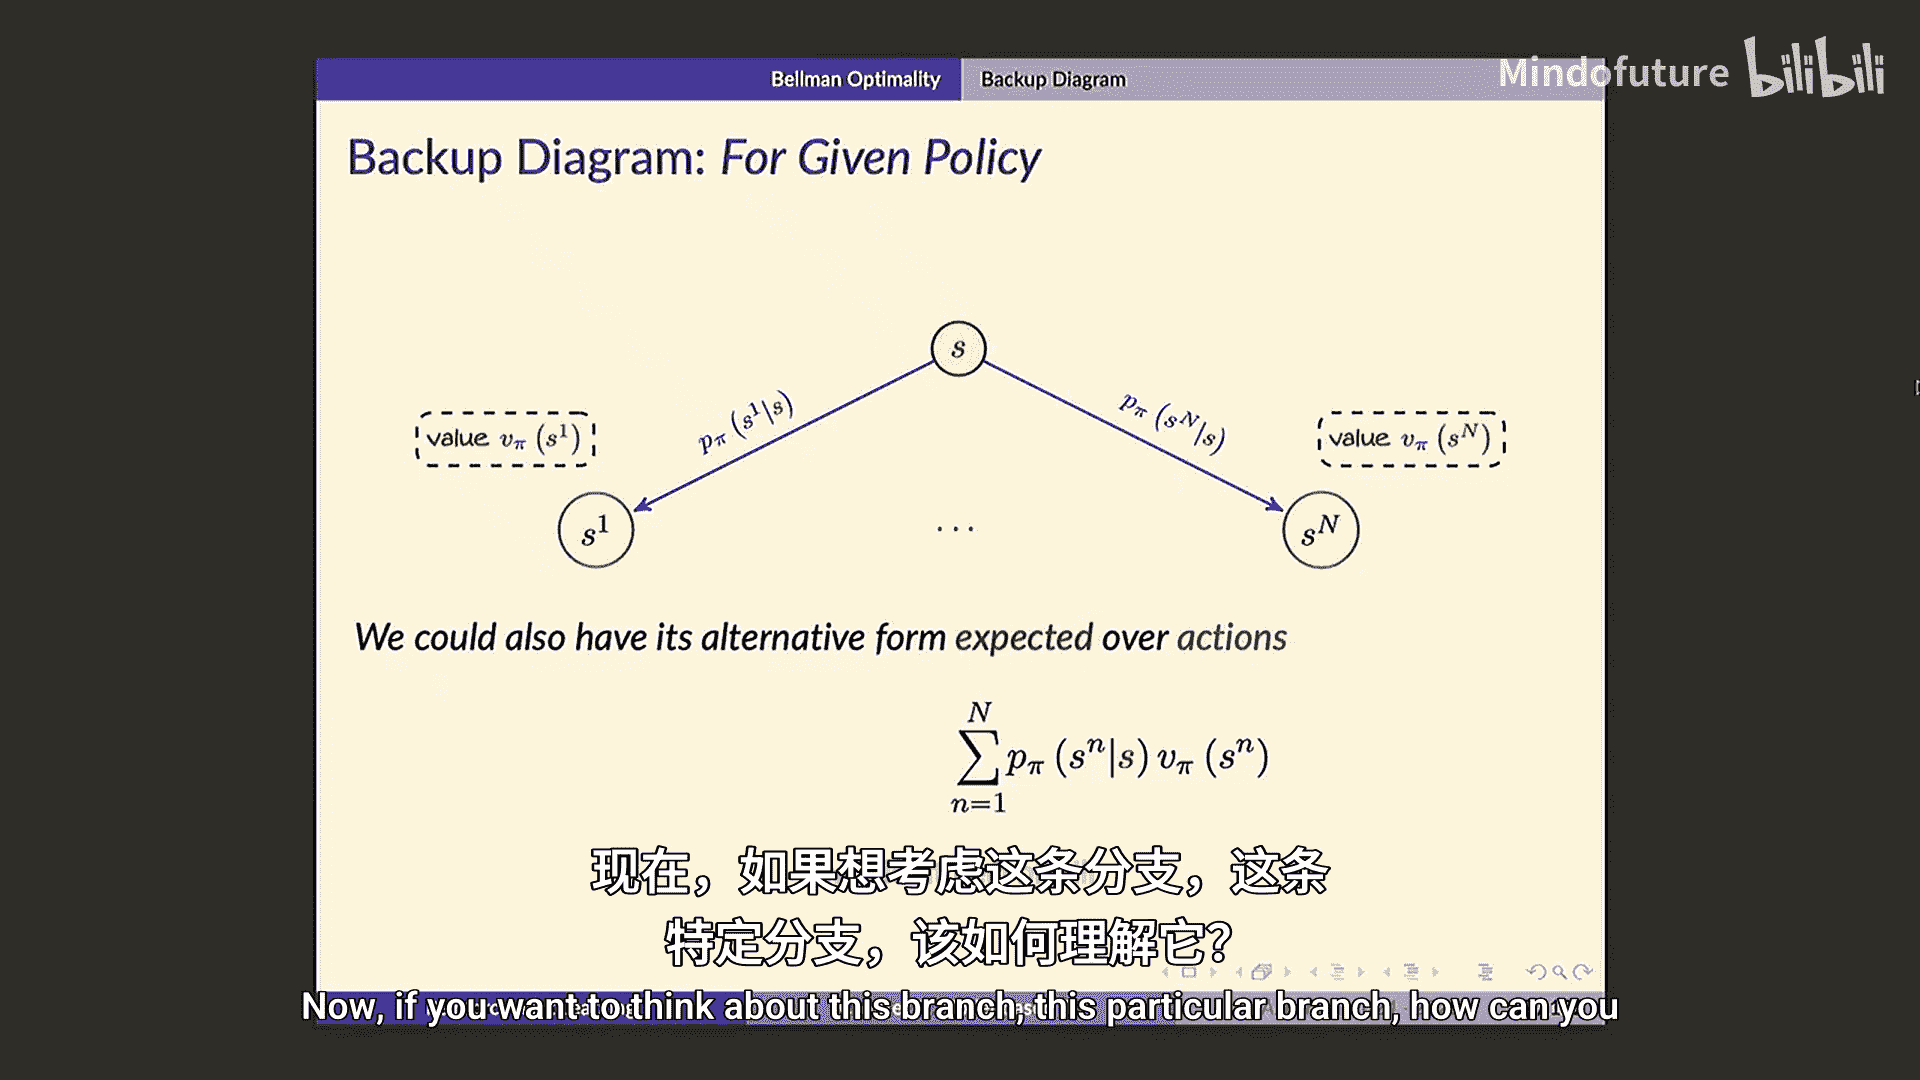 Mindofuture bilibili
Bellman Optimality Backup Diagram
Backup Diagram: For Given Policy
s
pπ (s¹|s) pπ (sᴺ|s)
value vπ (s¹) value vπ (sᴺ)
s¹ ... sᴺ
We could also have its alternative form expected over actions
N
∑ pπ (sⁿ|s) vπ (sⁿ)
n=1
现在，如果想考虑这条分支，这条
特定分支，该如何理解它？
Now, if you want to think about this branch, this particular branch, how can you